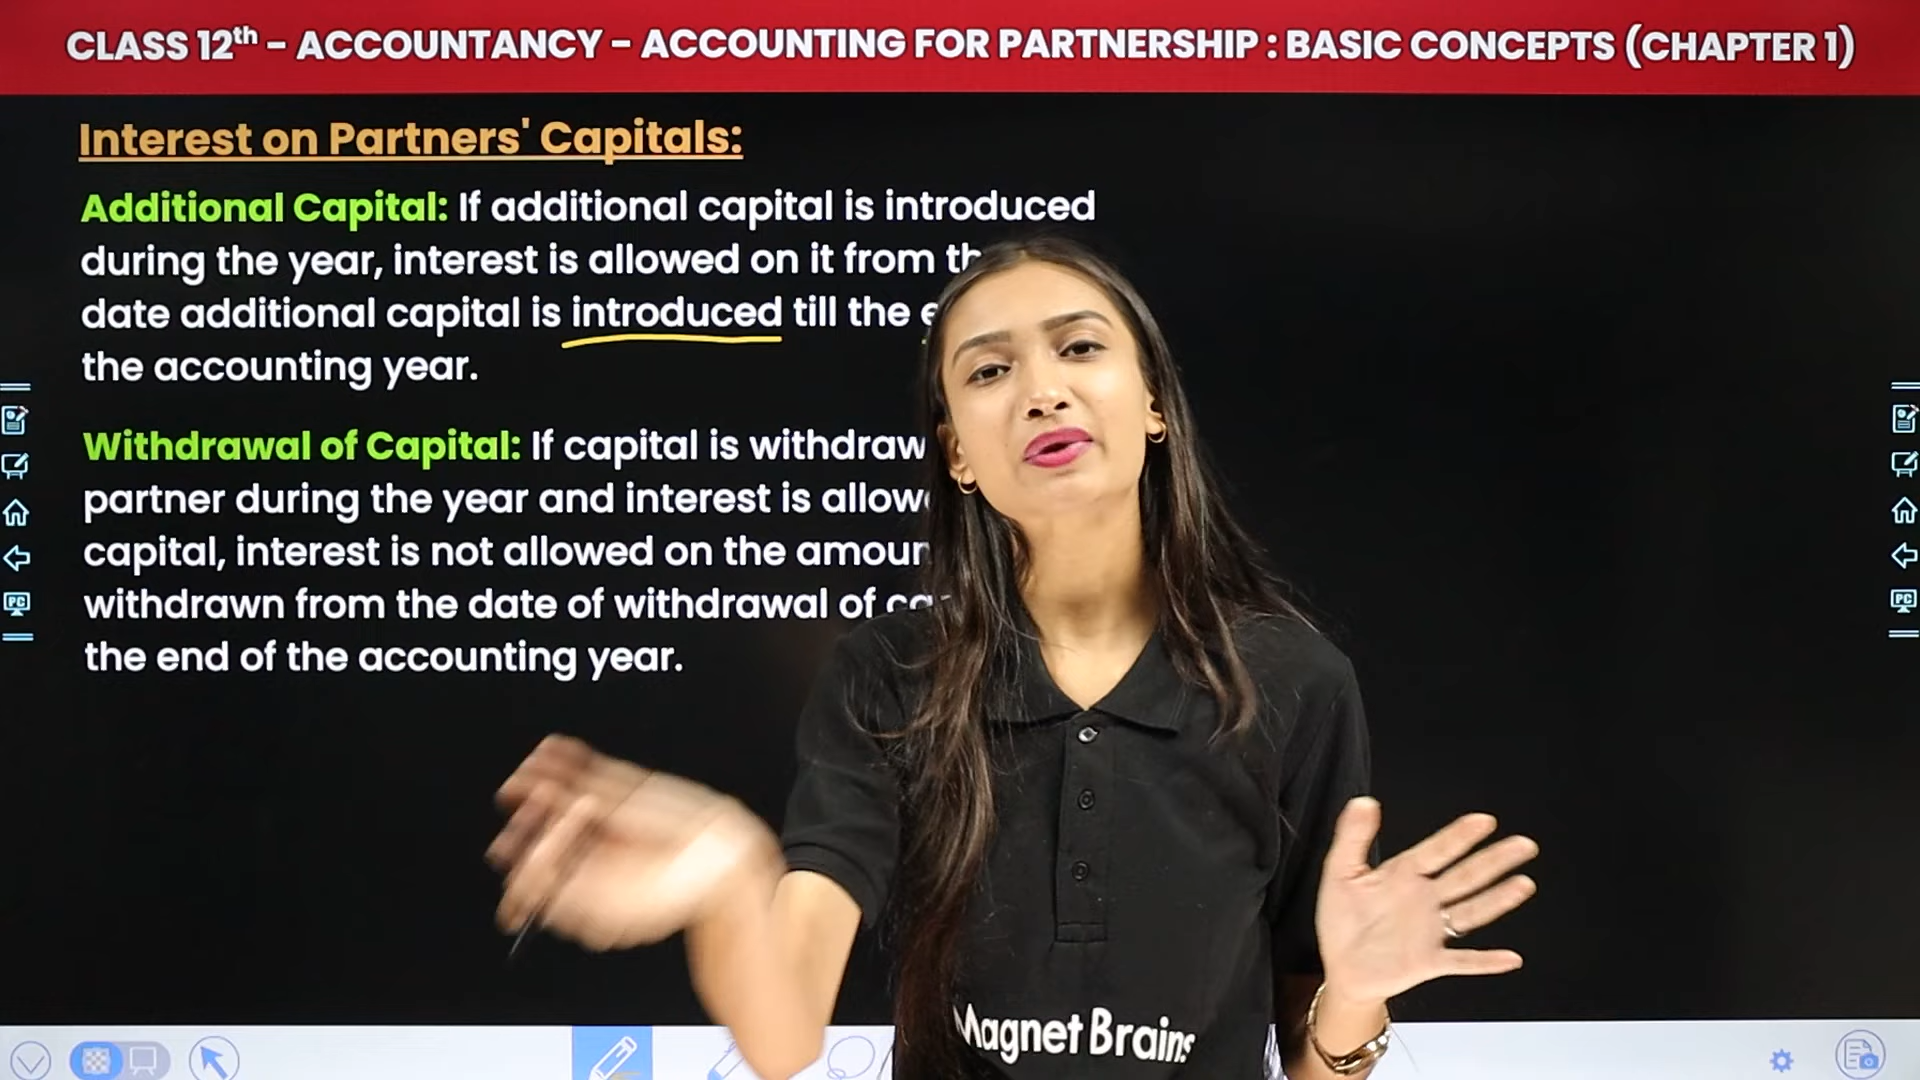 CLASS 12th - ACCOUNTANCY - ACCOUNTING FOR PARTNERSHIP : BASIC CONCEPTS (CHAPTER 1)
Interest on Partners' Capitals:
Additional Capital: If additional capital is introduced
during the year, interest is allowed on it from
date additional capital is introduced till the
the accounting year.
Withdrawal of Capital: If capital is
partner during the year and interest is
capital, interest is not allowed on the
withdrawn from the date of withdrawal of
the end of the accounting year.
PC
PC
Magnet Brains